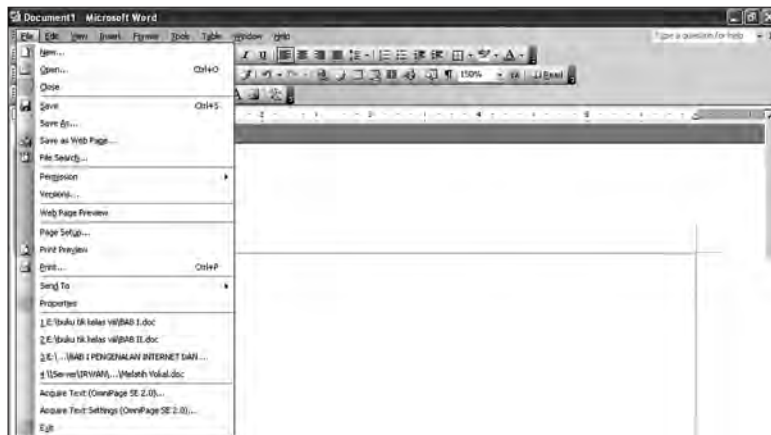 Document1 Microsoft Word
File Edit View Insert Format Tools Table Window Help Type a question for help
New...
Open... Ctrl+O
Close
Save Ctrl+S
Save As...
Save as Web Page...
File Search...
Permission
Versions...
Web Page Preview
Page Setup...
Print Preview
Print... Ctrl+P
Send To
Properties
1 E:\buku tik kelas viii\BAB I.doc
2 E:\buku tik kelas viii\BAB II.doc
3 E:\...\BAB I PENGENALAN INTERNET DAN ...
4 \\Server\IRWAN\...\Melatih Vokal.doc
Acquire Text (OmniPage SE 2.0)...
Acquire Text Settings (OmniPage SE 2.0)...
Exit
I U
¶ 150% Read